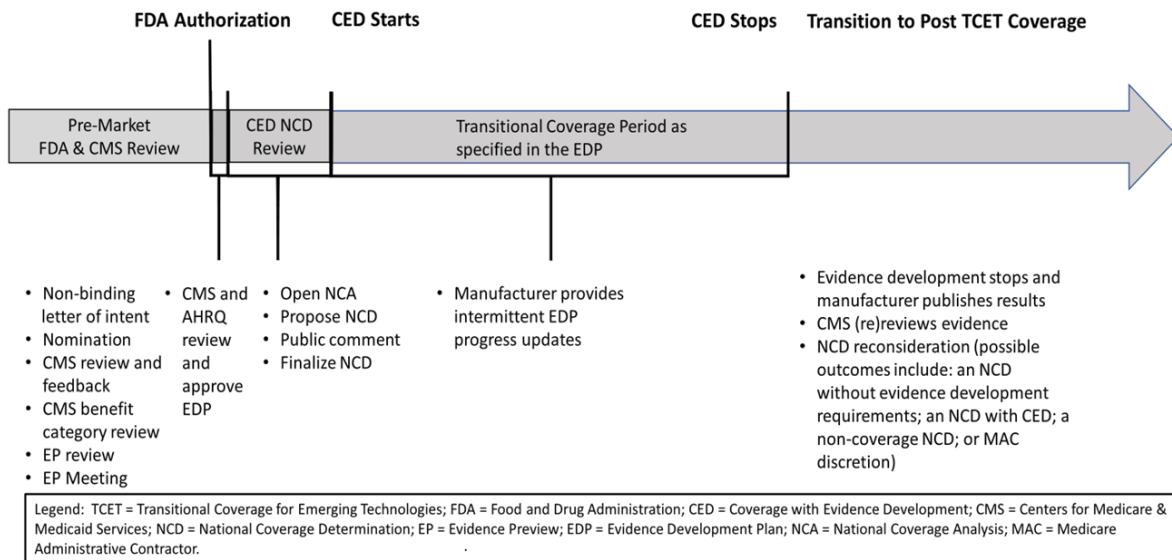 FDA Authorization
CED Starts
CED Stops
Transition to Post TCET Coverage
Pre-Market
FDA & CMS Review
CED NCD
Review
Transitional Coverage Period as
specified in the EDP
• Non-binding
letter of intent
• Nomination
• CMS review and
feedback
• CMS benefit
category review
• EP review
• EP Meeting
• CMS and
AHRQ
review
and
approve
EDP
• Open NCA
• Propose NCD
• Public comment
• Finalize NCD
• Manufacturer provides
intermittent EDP
progress updates
• Evidence development stops and
manufacturer publishes results
• CMS (re)reviews evidence
• NCD reconsideration (possible
outcomes include: an NCD
without evidence development
requirements; an NCD with CED; a
non-coverage NCD; or MAC
discretion)
Legend: TCET = Transitional Coverage for Emerging Technologies; FDA = Food and Drug Administration; CED = Coverage with Evidence Development; CMS = Centers for Medicare &
Medicaid Services; NCD = National Coverage Determination; EP = Evidence Preview; EDP = Evidence Development Plan; NCA = National Coverage Analysis; MAC = Medicare
Administrative Contractor.